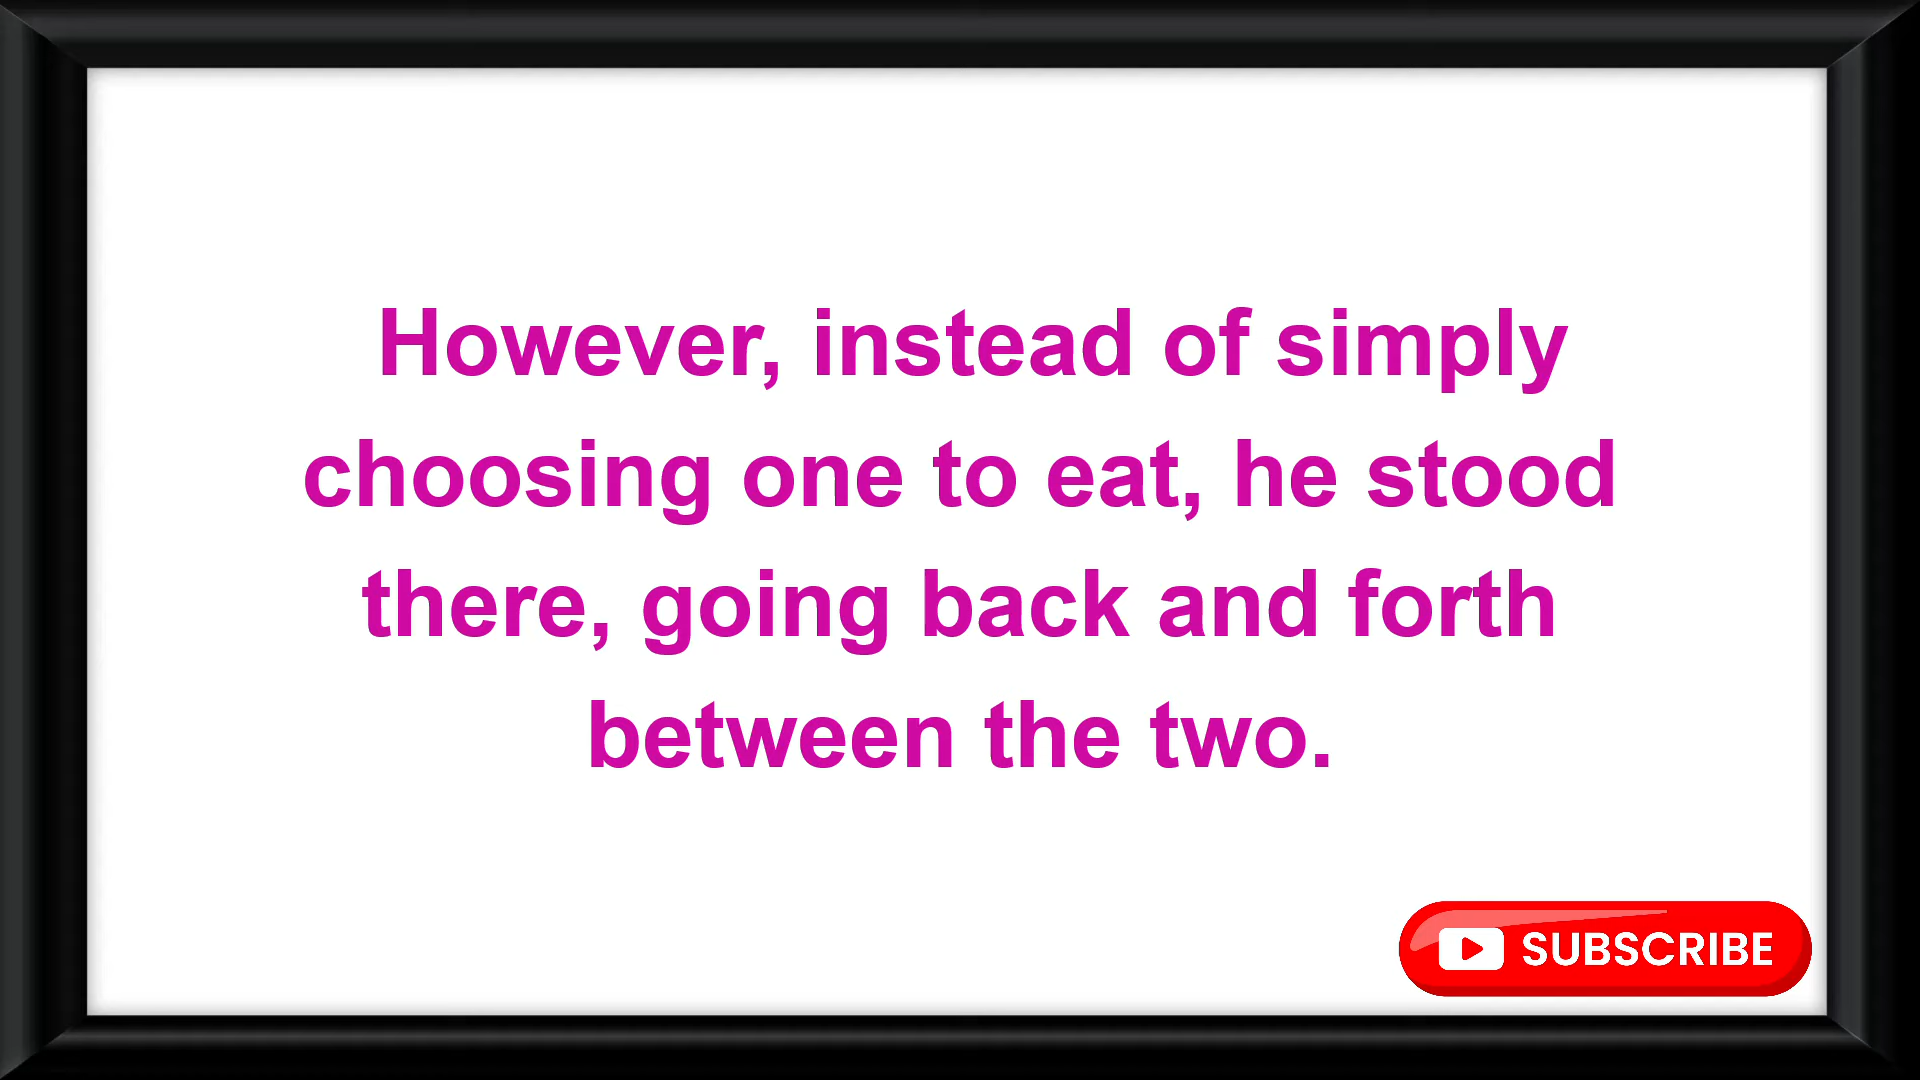 However, instead of simply
choosing one to eat, he stood
there, going back and forth
between the two.
SUBSCRIBE